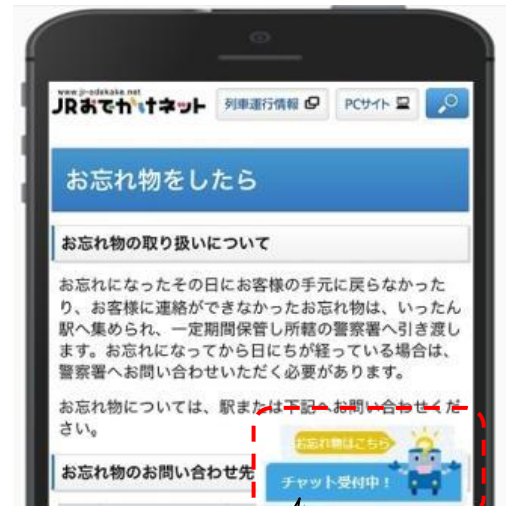 www.jr-odekake.net
JRおでかけネット 列車運行情報 PCサイト
お忘れ物をしたら
お忘れ物の取り扱いについて
お忘れになったその日にお客様の手元に戻らなかった
り、お客様に連絡ができなかったお忘れ物は、いったん
駅へ集められ、一定期間保管し所轄の警察署へ引き渡し
ます。お忘れになってから日にちが経っている場合は、
警察署へお問い合わせいただく必要があります。
お忘れ物については、駅または下記へお問い合わせくだ
さい。
お忘れ物はこちら
お忘れ物のお問い合わせ先
チャット受付中！